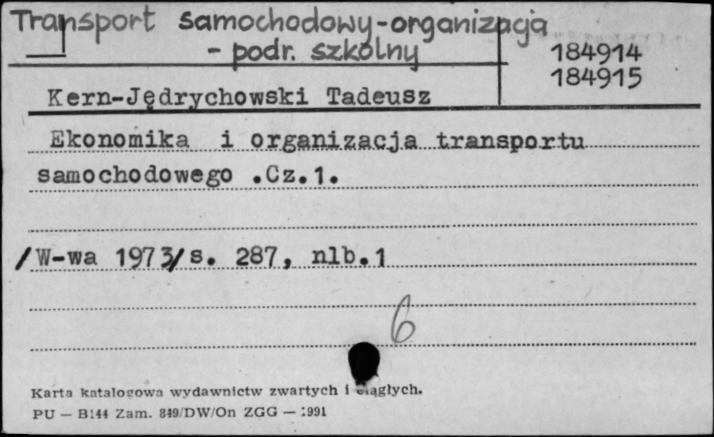 Transport samochodowy-organizacja
- podr. szkolny
184914
184915
Kern-Jędrychowski Tadeusz
Ekonomika i organizacja transportu
samochodowego .Cz.1.
/W-wa 1973/ s. 287, nlb.1
6
Karta katalogowa wydawnictw zwartych i ciągłych.
PU — B144 Zam. 849/DW/On ZGG — 1991